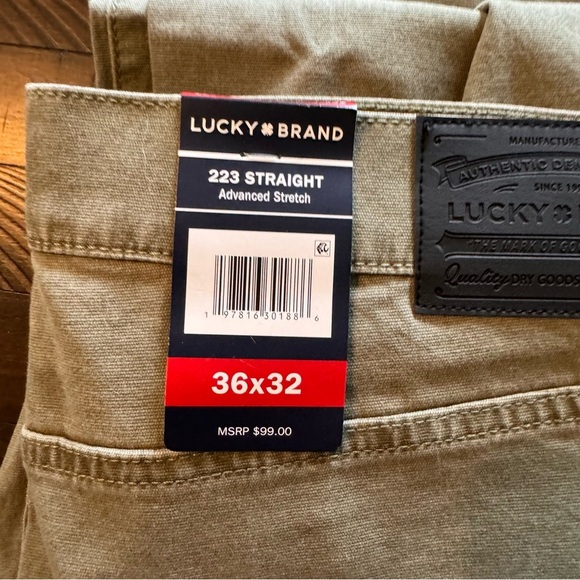 LUCKY BRAND
223 STRAIGHT
Advanced Stretch
1 97816 30188 6
36x32
MSRP $99.00
MANUFACTURE
AUTHENTIC DE
SINCE 19
LUCKY
"THE MARK OF GO
Quality DRY GOODS